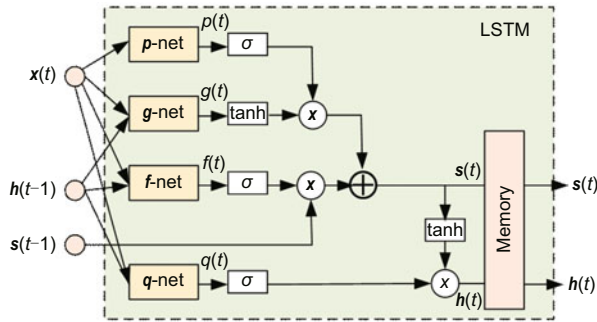 LSTM
p(t)
p-net
σ
x(t)
g(t)
g-net
tanh
x
f(t)
s(t)
f-net
σ
x
h(t−1)
s(t)
s(t−1)
tanh
Memory
q(t)
q-net
σ
x
h(t)
h(t)